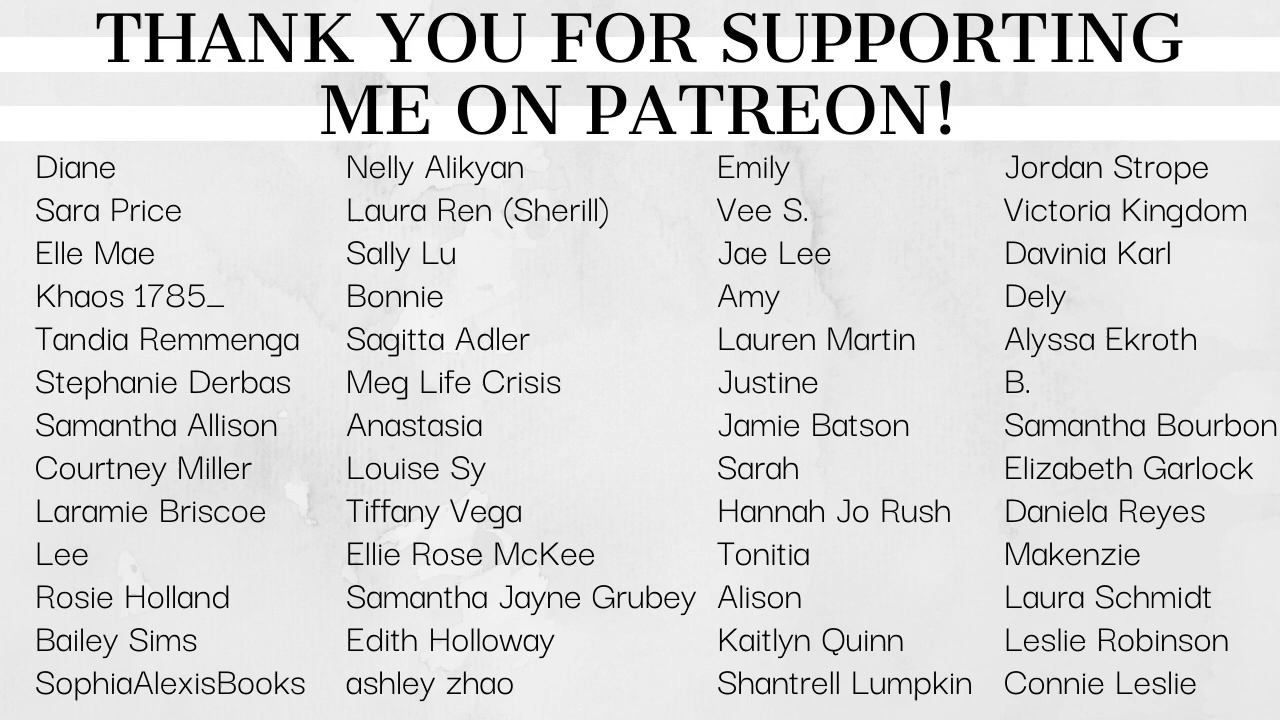 THANK YOU FOR SUPPORTING
ME ON PATREON!
Diane
Sara Price
Elle Mae
Khaos 1785_
Tandia Remmenga
Stephanie Derbas
Samantha Allison
Courtney Miller
Laramie Briscoe
Lee
Rosie Holland
Bailey Sims
SophiaAlexisBooks
Nelly Alikyan
Laura Ren (Sherill)
Sally Lu
Bonnie
Sagitta Adler
Meg Life Crisis
Anastasia
Louise Sy
Tiffany Vega
Ellie Rose McKee
Samantha Jayne Grubey
Edith Holloway
ashley zhao
Emily
Vee S.
Jae Lee
Amy
Lauren Martin
Justine
Jamie Batson
Sarah
Hannah Jo Rush
Tonitia
Alison
Kaitlyn Quinn
Shantrell Lumpkin
Jordan Strope
Victoria Kingdom
Davinia Karl
Dely
Alyssa Ekroth
B.
Samantha Bourbon
Elizabeth Garlock
Daniela Reyes
Makenzie
Laura Schmidt
Leslie Robinson
Connie Leslie